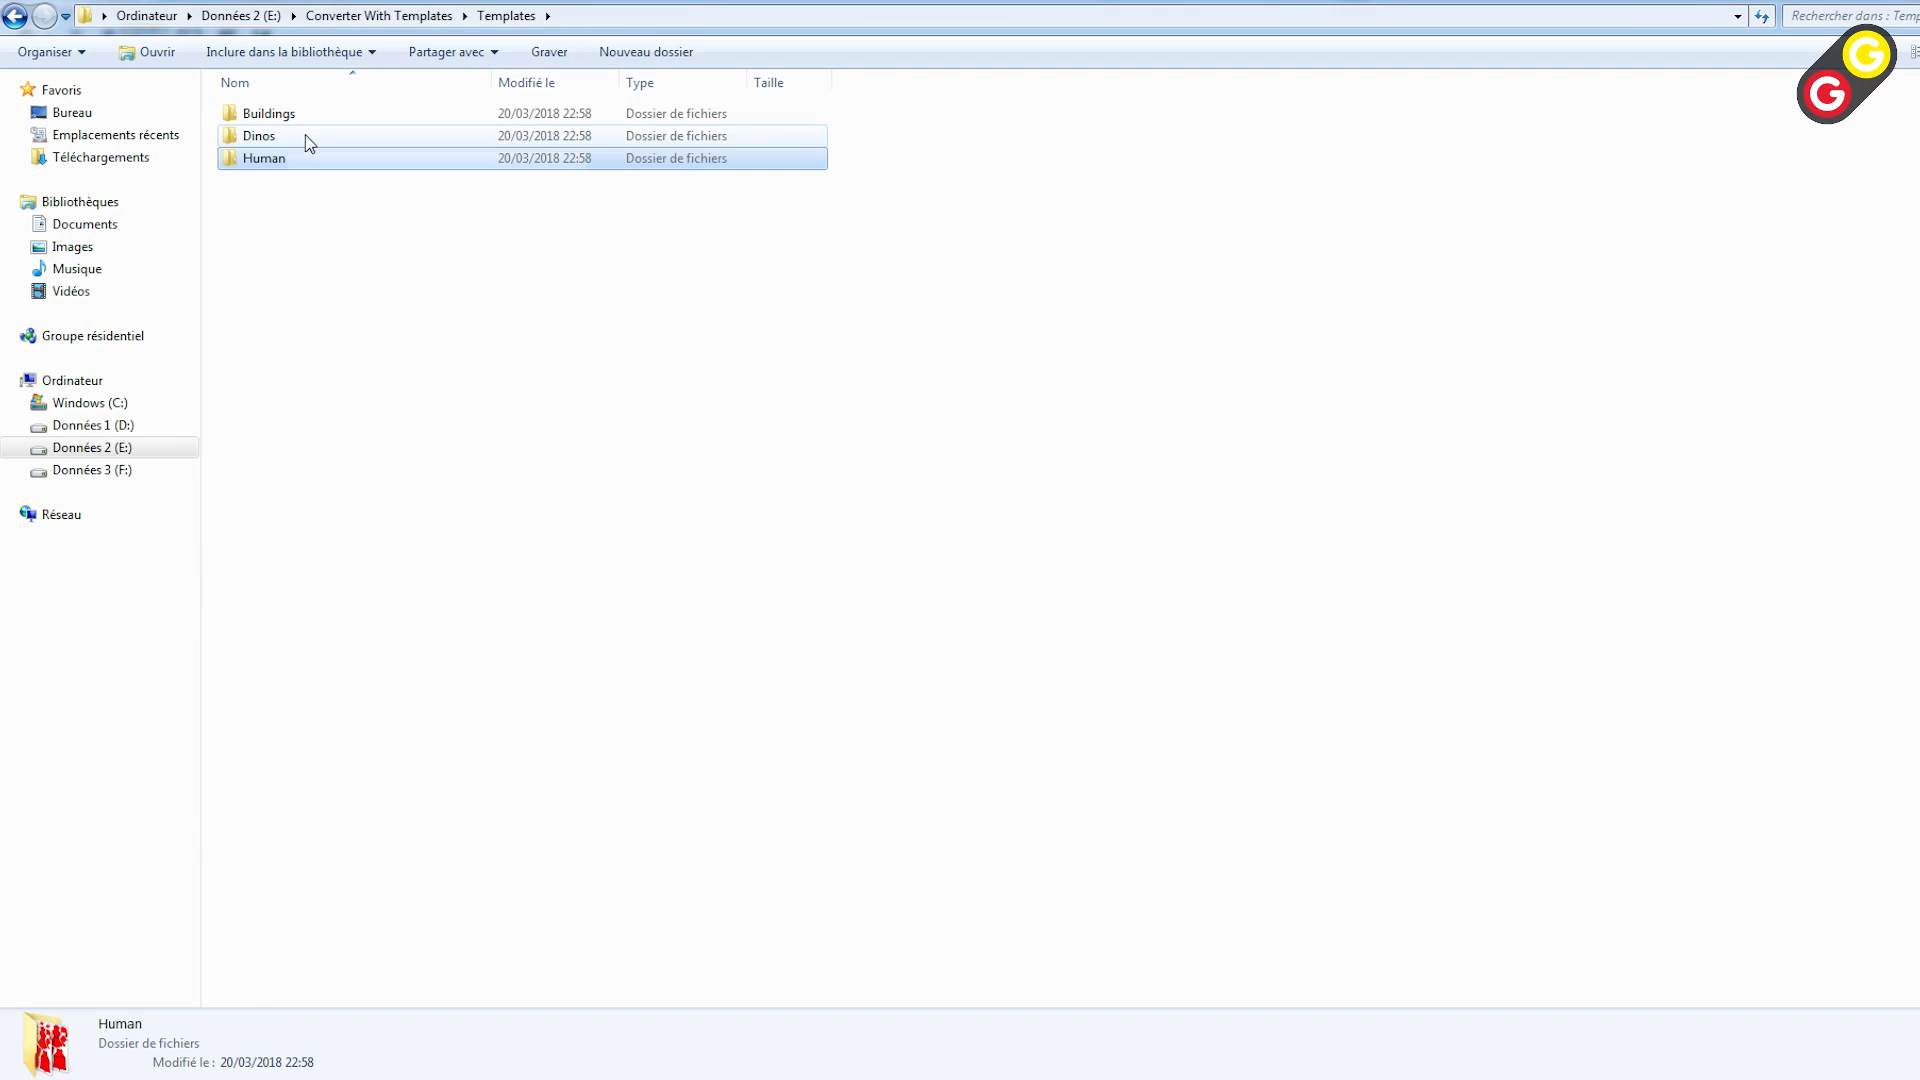 Ordinateur Données 2 (E:) Converter With Templates Templates Rechercher dans : Temp
Organiser Ouvrir Inclure dans la bibliothèque Partager avec Graver Nouveau dossier
G
G
Nom Modifié le Type Taille
Buildings 20/03/2018 22:58 Dossier de fichiers
Dinos 20/03/2018 22:58 Dossier de fichiers
Human 20/03/2018 22:58 Dossier de fichiers
Favoris
Bureau
Emplacements récents
Téléchargements
Bibliothèques
Documents
Images
Musique
Vidéos
Groupe résidentiel
Ordinateur
Windows (C:)
Données 1 (D:)
Données 2 (E:)
Données 3 (F:)
Réseau
Human
Dossier de fichiers
Modifié le : 20/03/2018 22:58